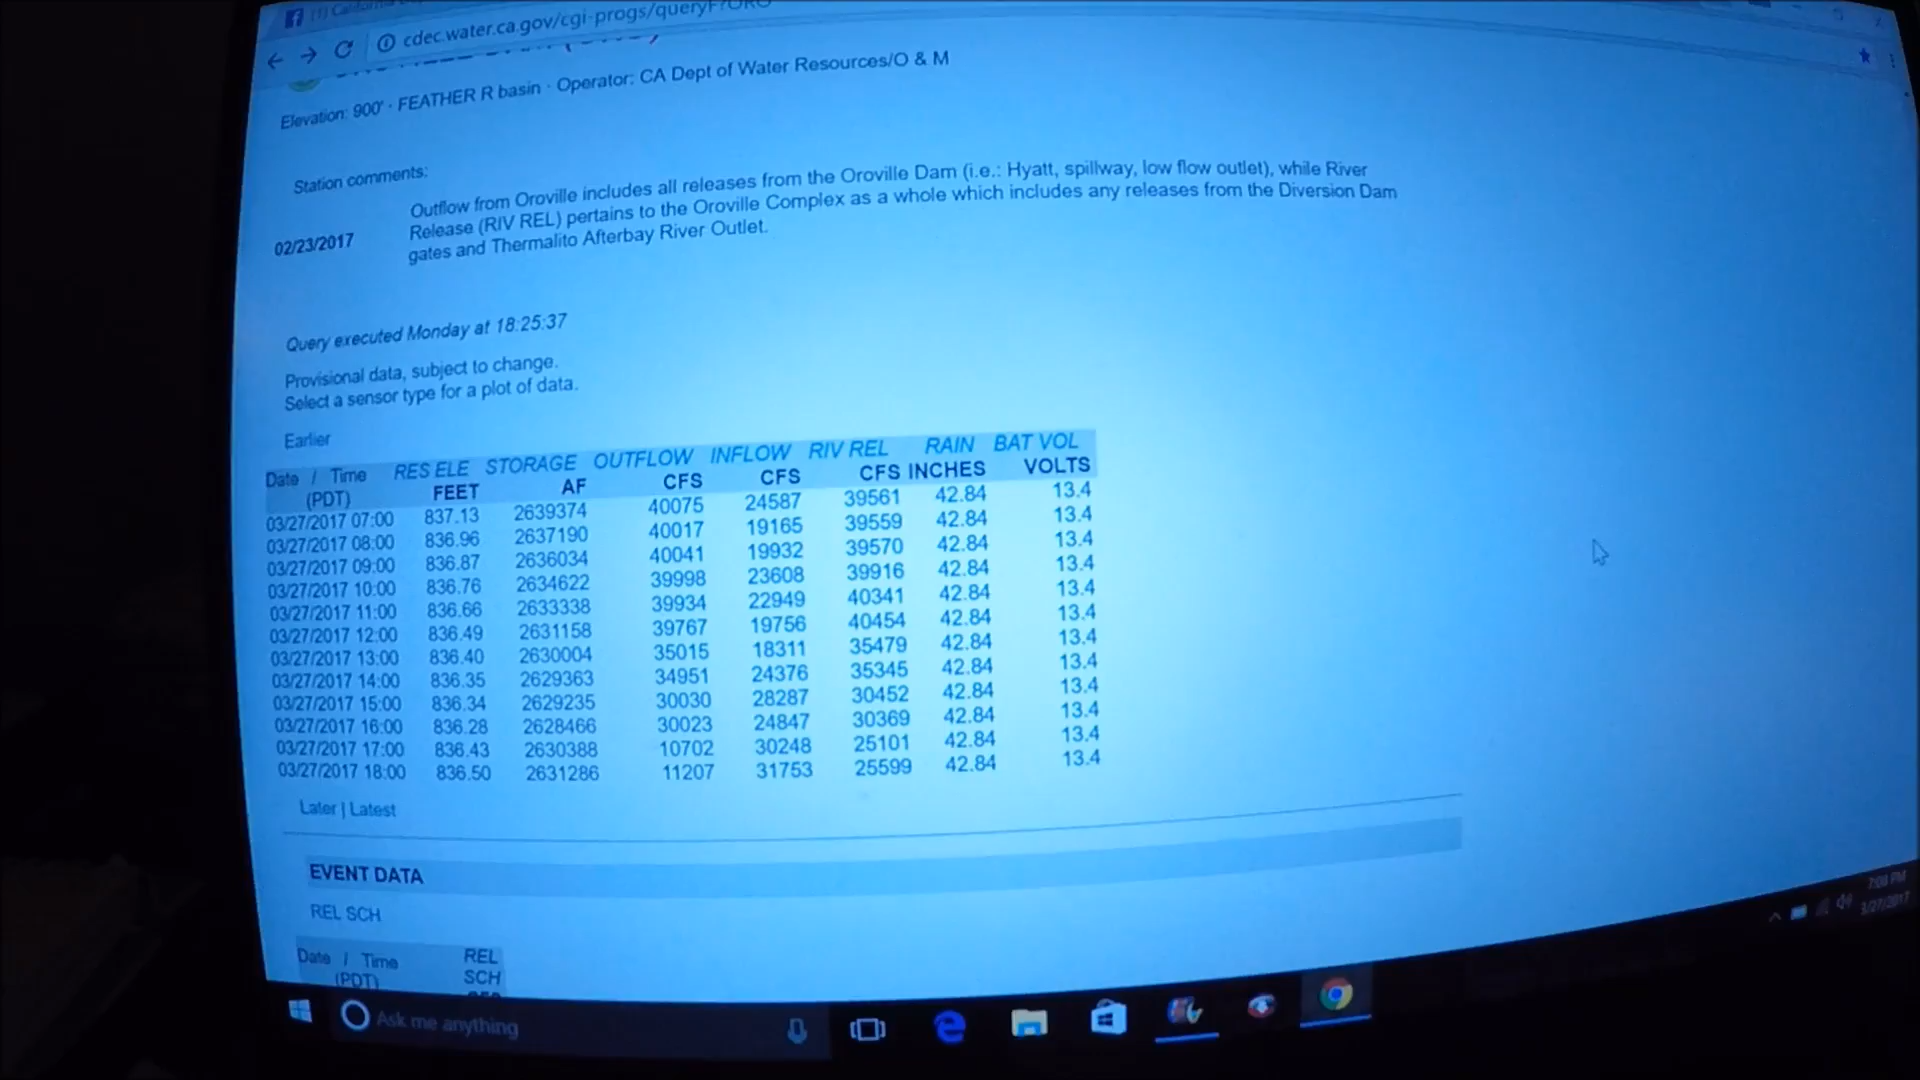 (1) California
cdec.water.ca.gov/cgi-progs/queryF?ORO
Elevation: 900' · FEATHER R basin · Operator: CA Dept of Water Resources/O & M
Station comments:
02/23/2017
Outflow from Oroville includes all releases from the Oroville Dam (i.e.: Hyatt, spillway, low flow outlet), while River
Release (RIV REL) pertains to the Oroville Complex as a whole which includes any releases from the Diversion Dam
gates and Thermalito Afterbay River Outlet.
Query executed Monday at 18:25:37
Provisional data, subject to change.
Select a sensor type for a plot of data.
Earlier
Date / Time RES ELE STORAGE OUTFLOW INFLOW RIV REL RAIN BAT VOL
(PDT) FEET AF CFS CFS CFS INCHES VOLTS
03/27/2017 07:00 837.13 2639374 40075 24587 39561 42.84 13.4
03/27/2017 08:00 836.96 2637190 40017 19165 39559 42.84 13.4
03/27/2017 09:00 836.87 2636034 40041 19932 39570 42.84 13.4
03/27/2017 10:00 836.76 2634622 39998 23608 39916 42.84 13.4
03/27/2017 11:00 836.66 2633338 39934 22949 40341 42.84 13.4
03/27/2017 12:00 836.49 2631158 39767 19756 40454 42.84 13.4
03/27/2017 13:00 836.40 2630004 35015 18311 35479 42.84 13.4
03/27/2017 14:00 836.35 2629363 34951 24376 35345 42.84 13.4
03/27/2017 15:00 836.34 2629235 30030 28287 30452 42.84 13.4
03/27/2017 16:00 836.28 2628466 30023 24847 30369 42.84 13.4
03/27/2017 17:00 836.43 2630388 10702 30248 25101 42.84 13.4
03/27/2017 18:00 836.50 2631286 11207 31753 25599 42.84 13.4
Later | Latest
EVENT DATA
REL SCH
Date / Time REL
(PDT) SCH
Ask me anything
7:08 PM
3/27/2017